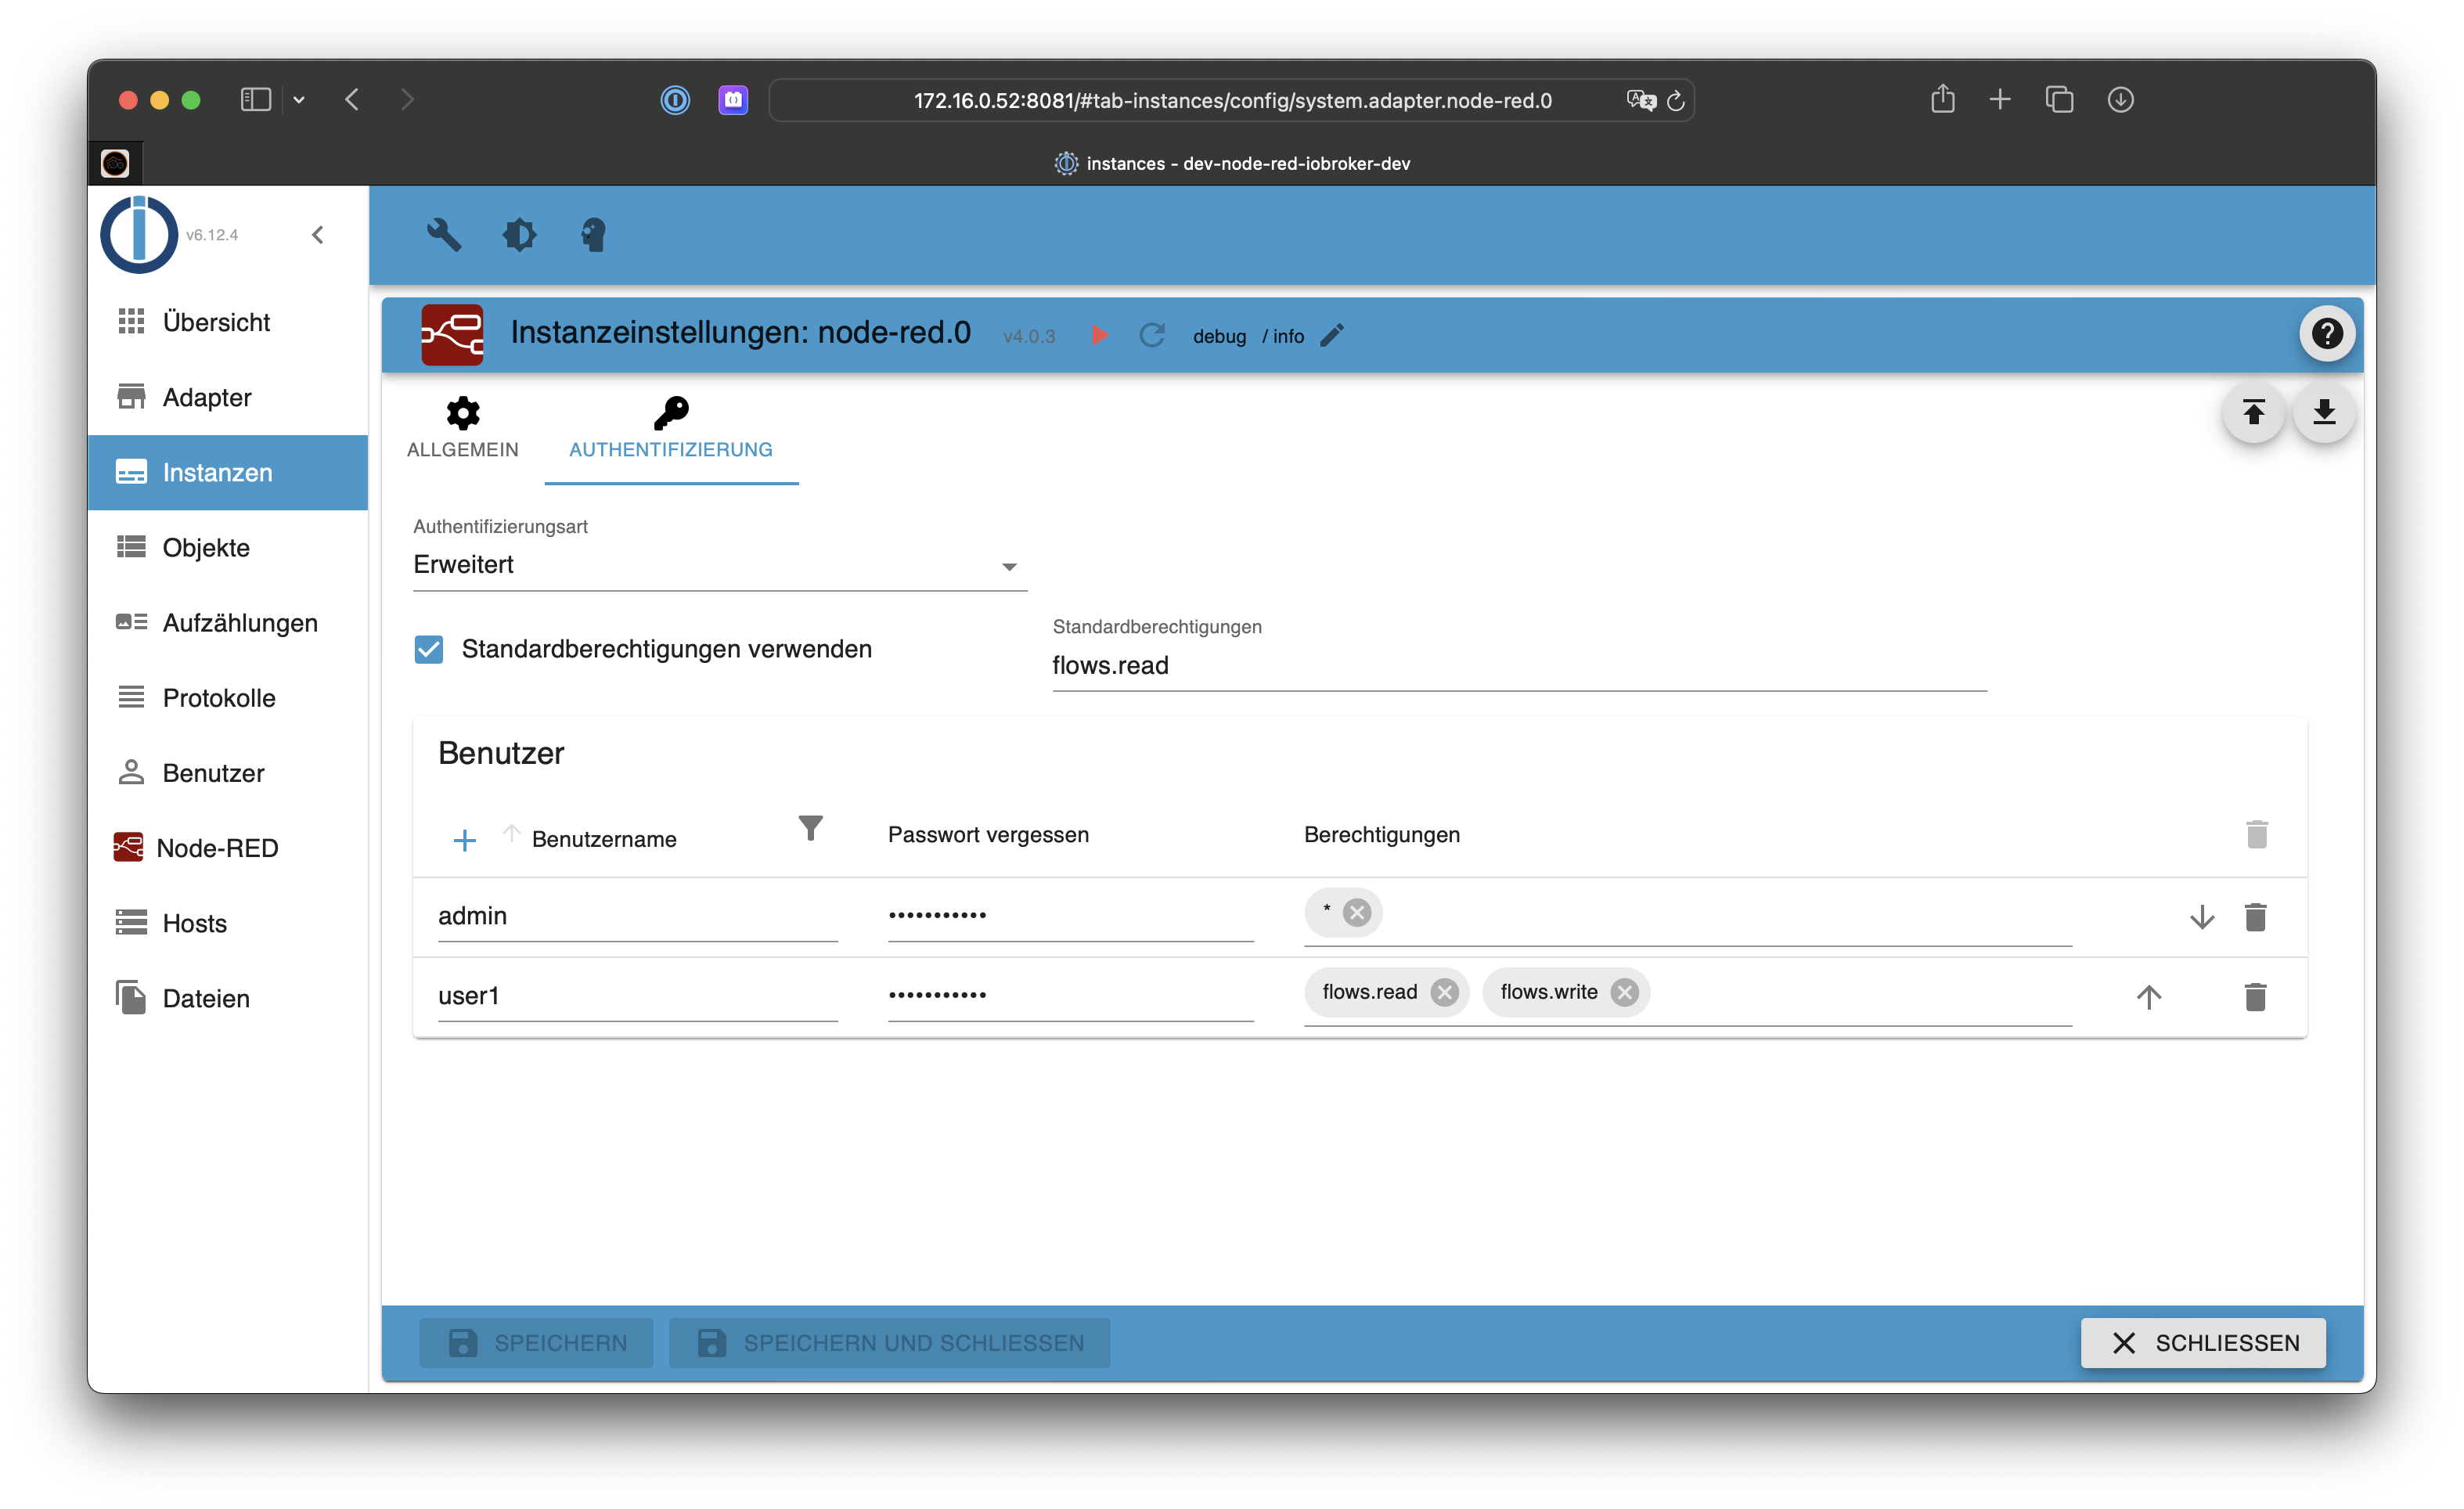 172.16.0.52:8081/#tab-instances/config/system.adapter.node-red.0
instances - dev-node-red-iobroker-dev
v6.12.4
Übersicht
Adapter
Instanzen
Objekte
Aufzählungen
Protokolle
Benutzer
Node-RED
Hosts
Dateien
Instanzeinstellungen: node-red.0 v4.0.3 debug / info
ALLGEMEIN AUTHENTIFIZIERUNG
Authentifizierungsart
Erweitert
Standardberechtigungen verwenden
Standardberechtigungen
flows.read
Benutzer
Benutzername Passwort vergessen Berechtigungen
admin ••••••••••• *
user1 ••••••••••• flows.read flows.write
SPEICHERN SPEICHERN UND SCHLIESSEN SCHLIESSEN